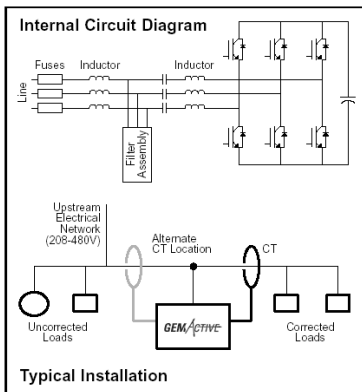 Internal Circuit Diagram
Fuses
Inductor
Inductor
Line
Filter
Assembly
Upstream
Electrical
Network
(208-480V)
Alternate
CT Location
CT
Uncorrected
Loads
GEMACTIVE
Corrected
Loads
Typical Installation